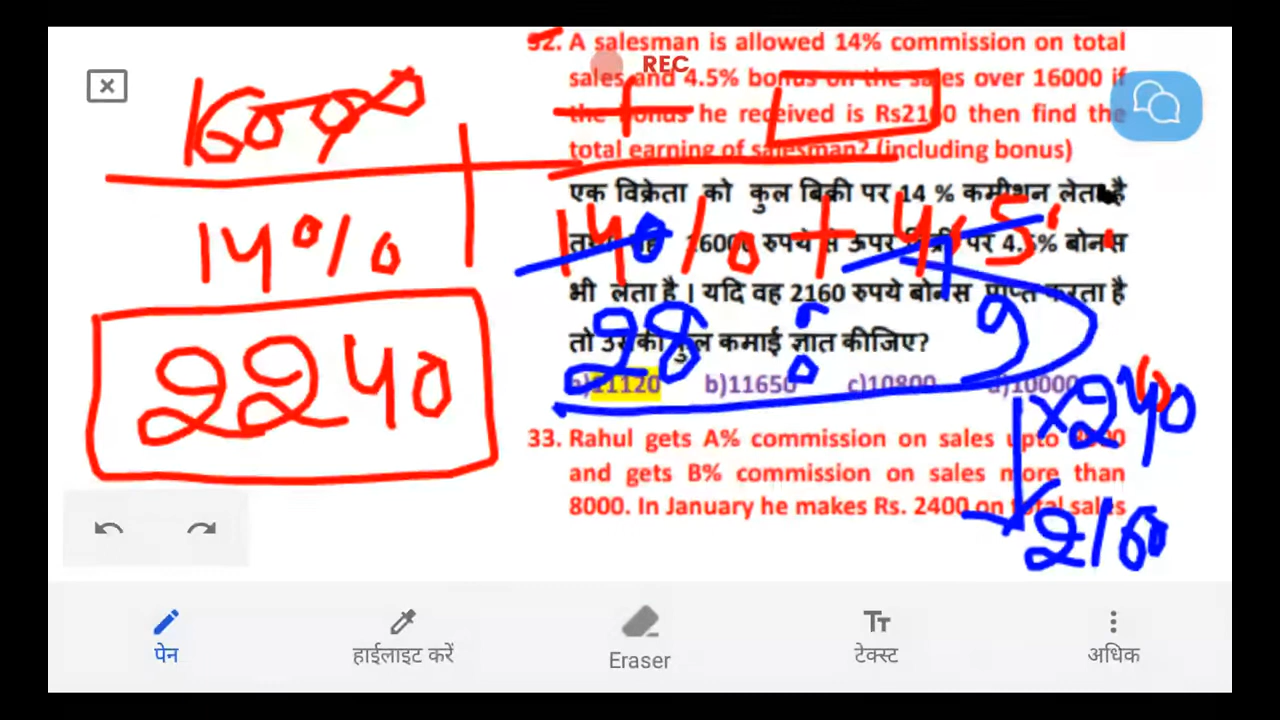 REC
32. A salesman is allowed 14% commission on total
sales and 4.5% bonus on the sales over 16000 if
the bonus he received is Rs2160 then find the
total earning of salesman? (including bonus)
एक विक्रेता को कुल बिक्री पर 14 % कमीशन लेता है
16000 रुपये से ऊपर बिक्री पर 4.5% बोनस
भी लेता है । यदि वह 2160 रुपये बोनस प्राप्त करता है
तो उसकी कुल कमाई ज्ञात कीजिए?
a)11120 b)11650 c)10800 d)10000
33. Rahul gets A% commission on sales upto 8000
and gets B% commission on sales more than
8000. In January he makes Rs. 2400 on total sales
16000
14%
2240
14% + 4.5
28 : 9
×240
2160
पेन
हाईलाइट करें
Eraser
TT
टेक्स्ट
अधिक